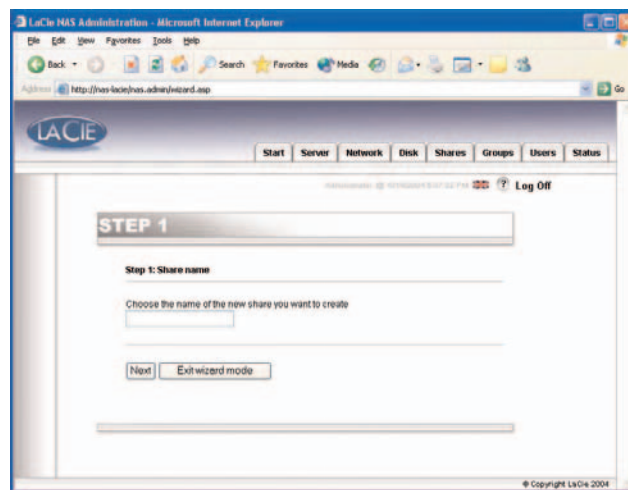 LaCie NAS Administration - Microsoft Internet Explorer
File Edit View Favorites Tools Help
Back Search Favorites Media
Address http://nas-lacie/nas.admin/wizard.asp Go
LACIE
Start Server Network Disk Shares Groups Users Status
? Log Off
STEP 1
Step 1: Share name
Choose the name of the new share you want to create
Next Exit wizard mode
© Copyright LaCie 2004